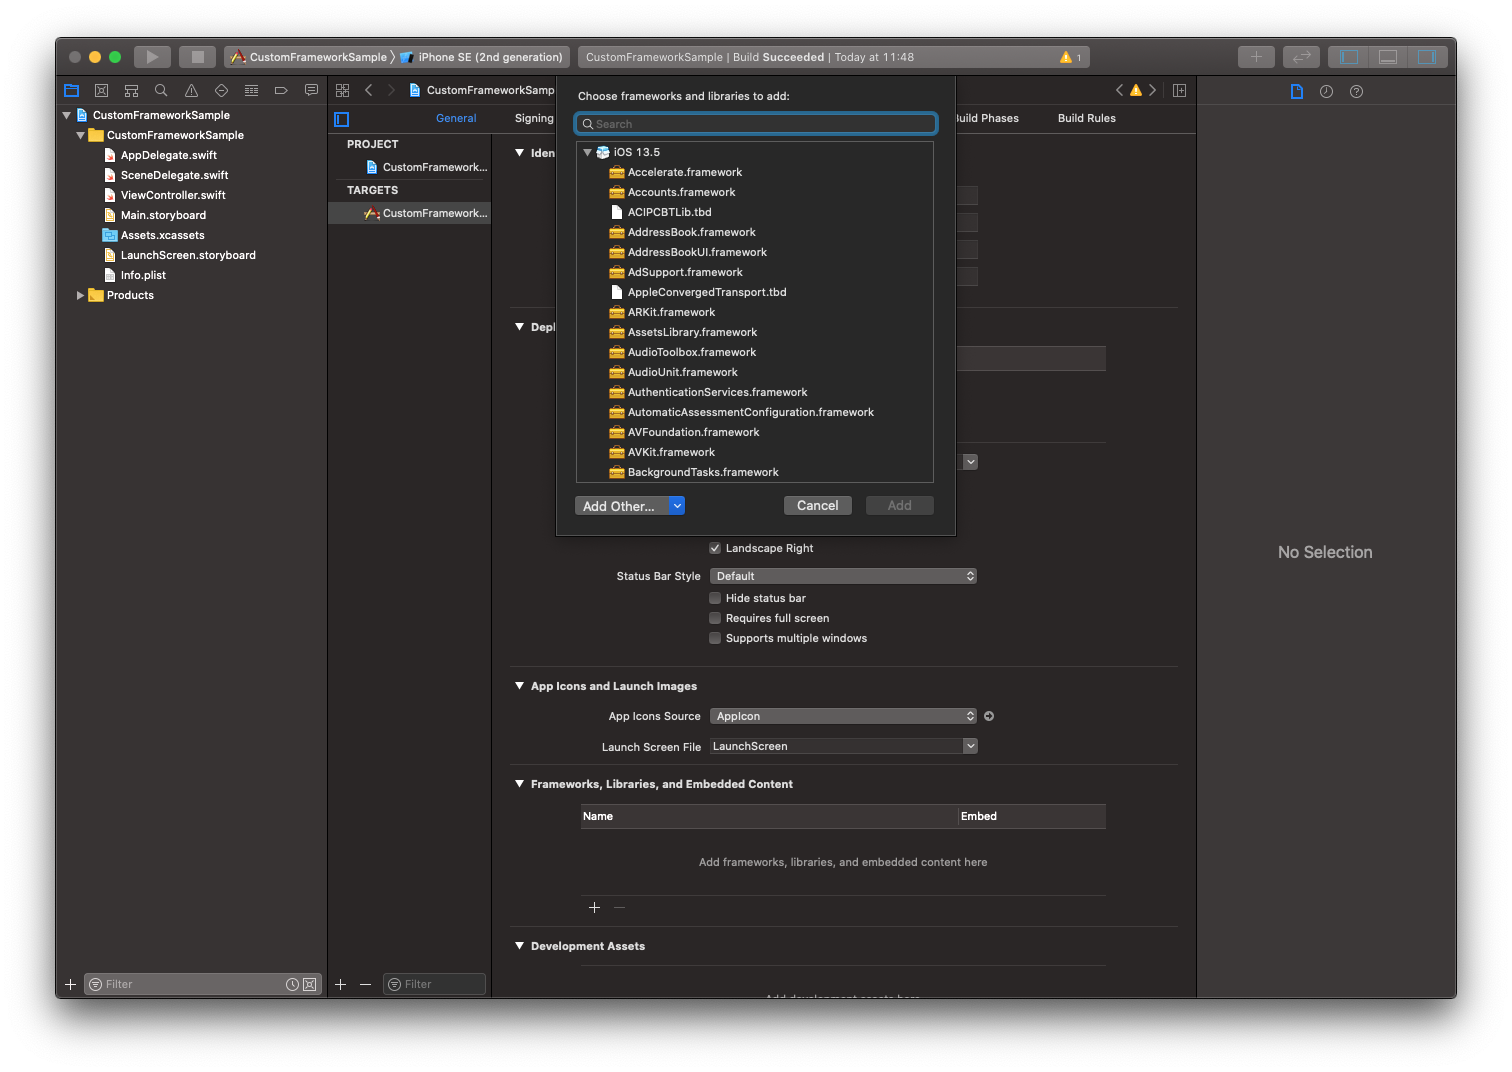 CustomFrameworkSample
iPhone SE (2nd generation)
CustomFrameworkSample | Build Succeeded | Today at 11:48
1
CustomFrameworkSample
CustomFrameworkSample
AppDelegate.swift
SceneDelegate.swift
ViewController.swift
Main.storyboard
Assets.xcassets
LaunchScreen.storyboard
Info.plist
Products
Filter
CustomFrameworkSamp
General
Signing
Build Phases
Build Rules
PROJECT
CustomFramework...
TARGETS
CustomFramework...
Filter
Iden
Depl
Choose frameworks and libraries to add:
Search
iOS 13.5
Accelerate.framework
Accounts.framework
ACIPCBTLib.tbd
AddressBook.framework
AddressBookUI.framework
AdSupport.framework
AppleConvergedTransport.tbd
ARKit.framework
AssetsLibrary.framework
AudioToolbox.framework
AudioUnit.framework
AuthenticationServices.framework
AutomaticAssessmentConfiguration.framework
AVFoundation.framework
AVKit.framework
BackgroundTasks.framework
Add Other...
Cancel
Add
Landscape Right
Status Bar Style
Default
Hide status bar
Requires full screen
Supports multiple windows
App Icons and Launch Images
App Icons Source
AppIcon
Launch Screen File
LaunchScreen
Frameworks, Libraries, and Embedded Content
Name
Embed
Add frameworks, libraries, and embedded content here
Development Assets
Add development assets here
No Selection